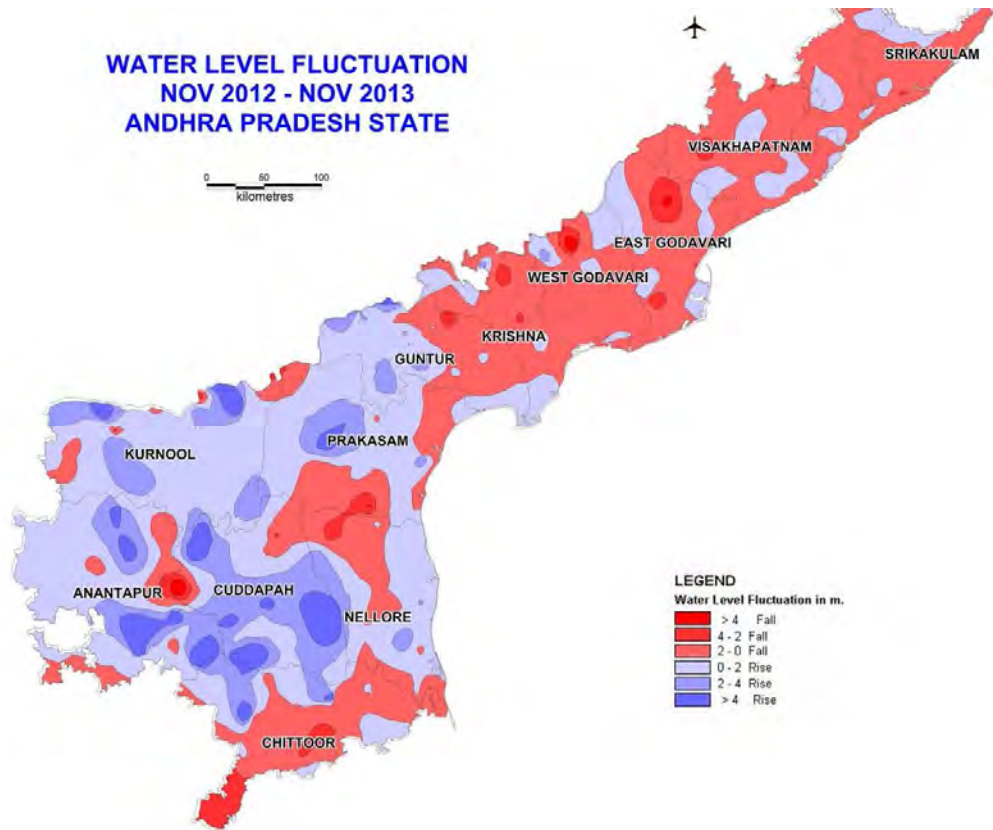 WATER LEVEL FLUCTUATION
NOV 2012 - NOV 2013
ANDHRA PRADESH STATE
0 50 100
kilometres
SRIKAKULAM
VISAKHAPATNAM
EAST GODAVARI
WEST GODAVARI
KRISHNA
GUNTUR
PRAKASAM
KURNOOL
ANANTAPUR
CUDDAPAH
NELLORE
CHITTOOR
LEGEND
Water Level Fluctuation in m.
> 4 Fall
4 - 2 Fall
2 - 0 Fall
0 - 2 Rise
2 - 4 Rise
> 4 Rise